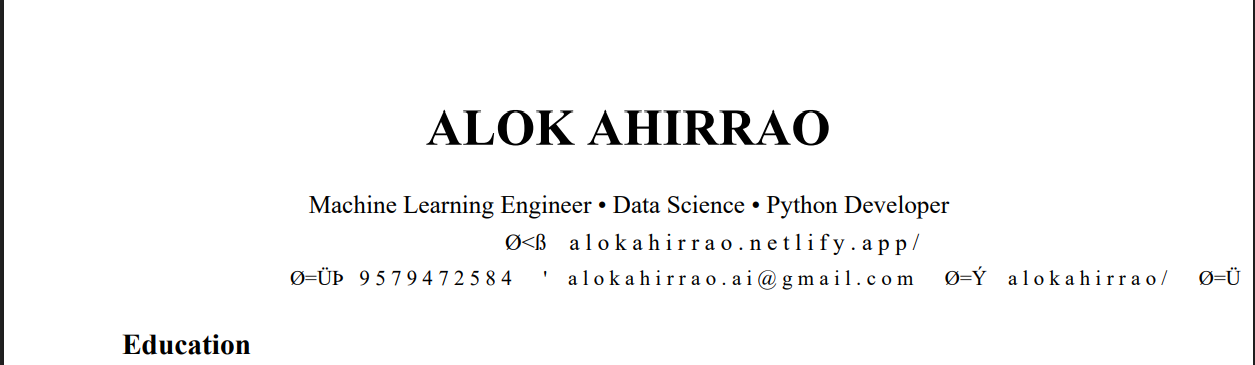 ALOK AHIRRAO
Machine Learning Engineer • Data Science • Python Developer
Ø<ß alokahirrao.netlify.app/
Ø=ÜÞ 9579472584 ' alokahirrao.ai@gmail.com Ø=Ý alokahirrao/ Ø=Ü
Education